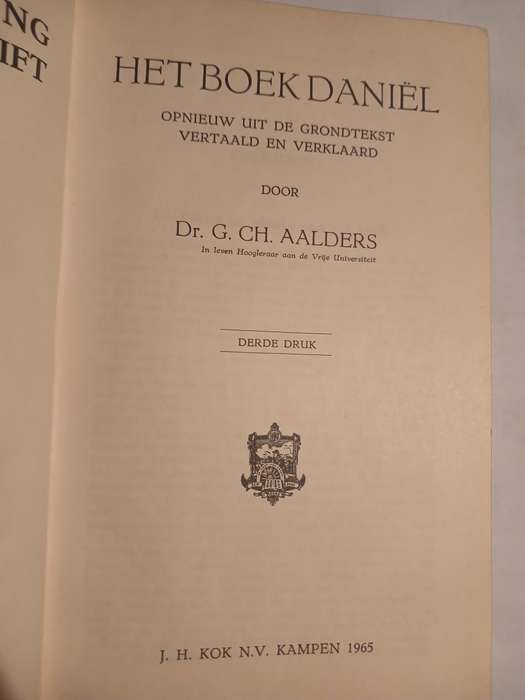 NG
IFT
HET BOEK DANIËL
OPNIEUW UIT DE GRONDTEKST
VERTAALD EN VERKLAARD
DOOR
Dr. G. CH. AALDERS
In leven Hoogleraar aan de Vrije Universiteit
DERDE DRUK
J. H. KOK N.V. KAMPEN 1965